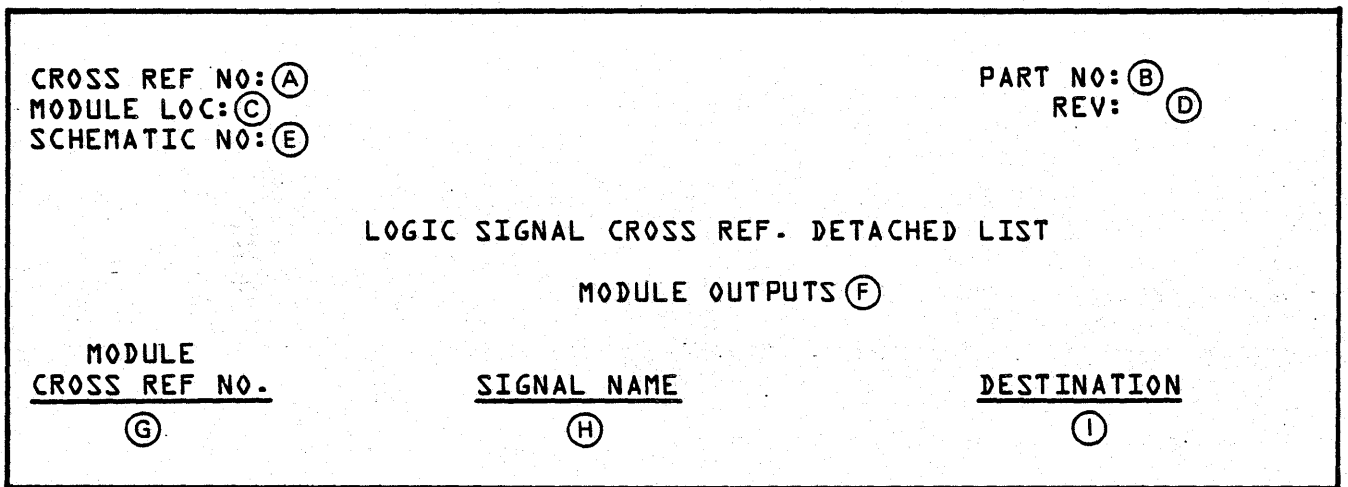 CROSS REF NO: Ⓐ PART NO: Ⓑ
MODULE LOC: Ⓒ REV: Ⓓ
SCHEMATIC NO: Ⓔ
LOGIC SIGNAL CROSS REF. DETACHED LIST
MODULE OUTPUTS Ⓕ
MODULE
CROSS REF NO. SIGNAL NAME DESTINATION
Ⓖ Ⓗ Ⓘ